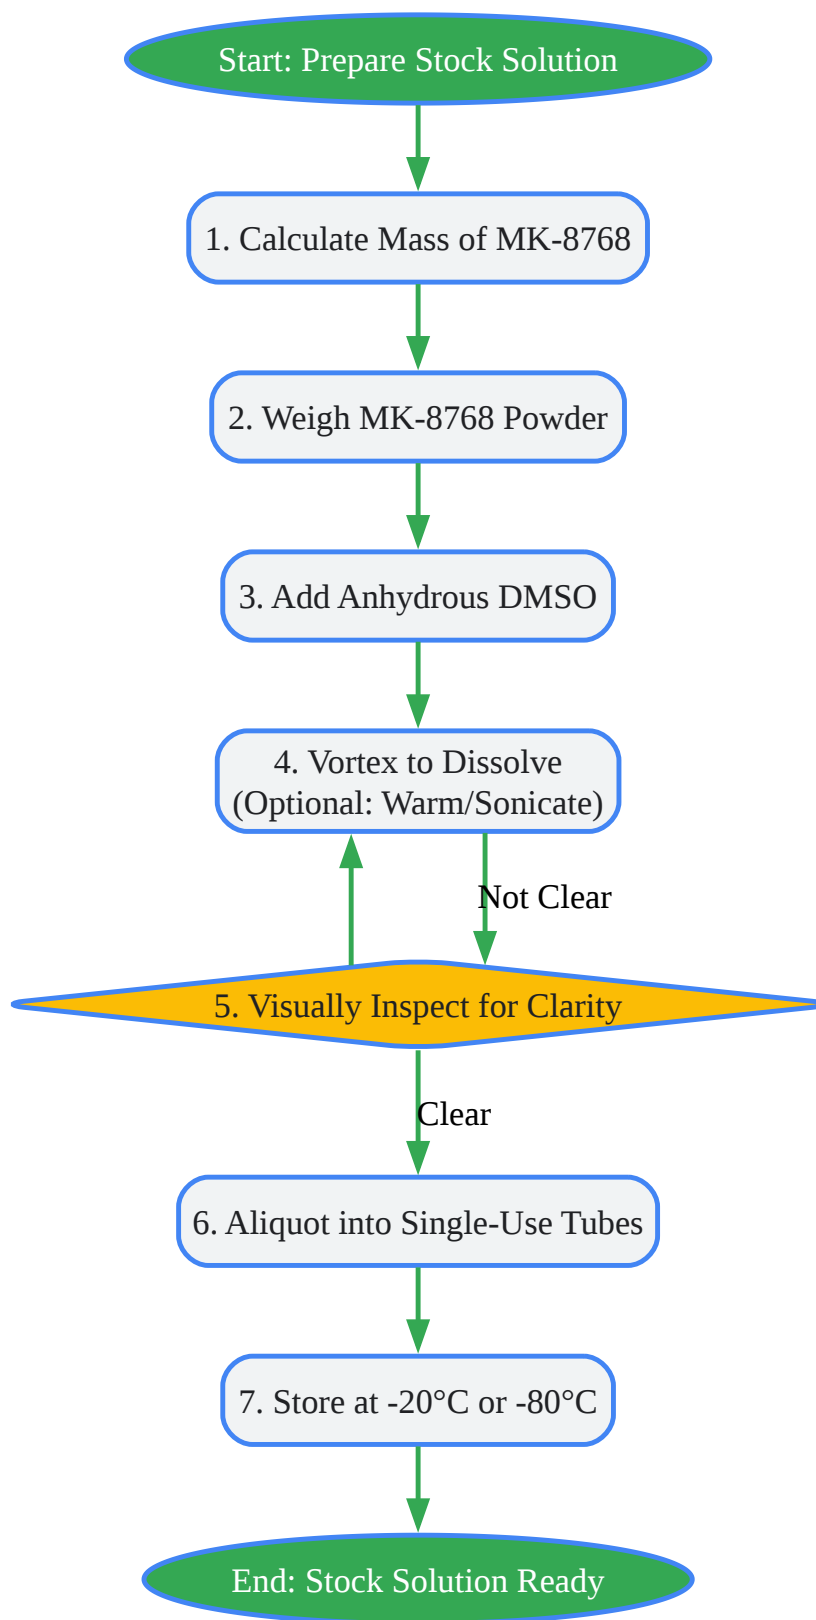 Start: Prepare Stock Solution
1. Calculate Mass of MK-8768
2. Weigh MK-8768 Powder
3. Add Anhydrous DMSO
4. Vortex to Dissolve
(Optional: Warm/Sonicate)
Not Clear
5. Visually Inspect for Clarity
Clear
6. Aliquot into Single-Use Tubes
7. Store at -20°C or -80°C
End: Stock Solution Ready